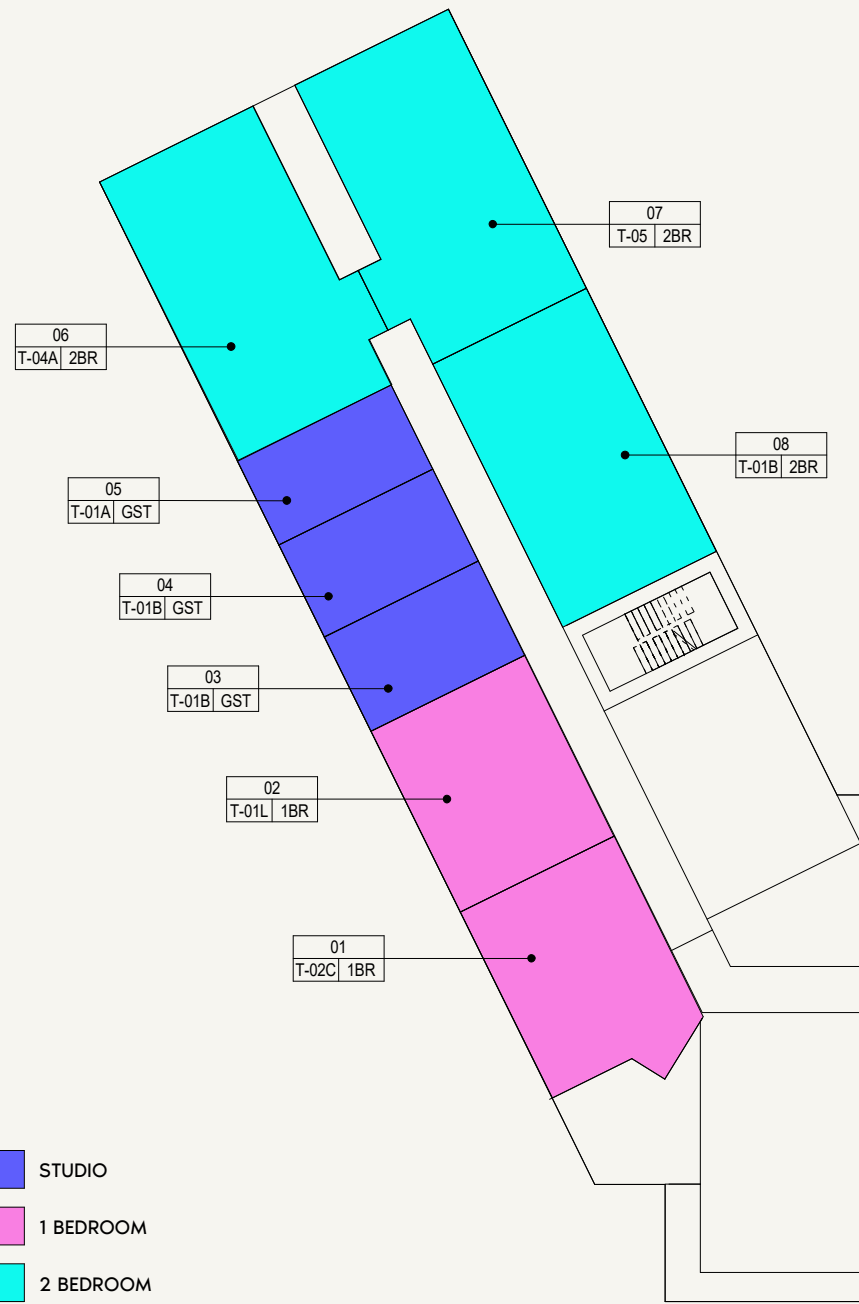 07
T-05 2BR
06
T-04A 2BR
08
T-01B 2BR
05
T-01A GST
04
T-01B GST
03
T-01B GST
02
T-01L 1BR
01
T-02C 1BR
STUDIO
1 BEDROOM
2 BEDROOM